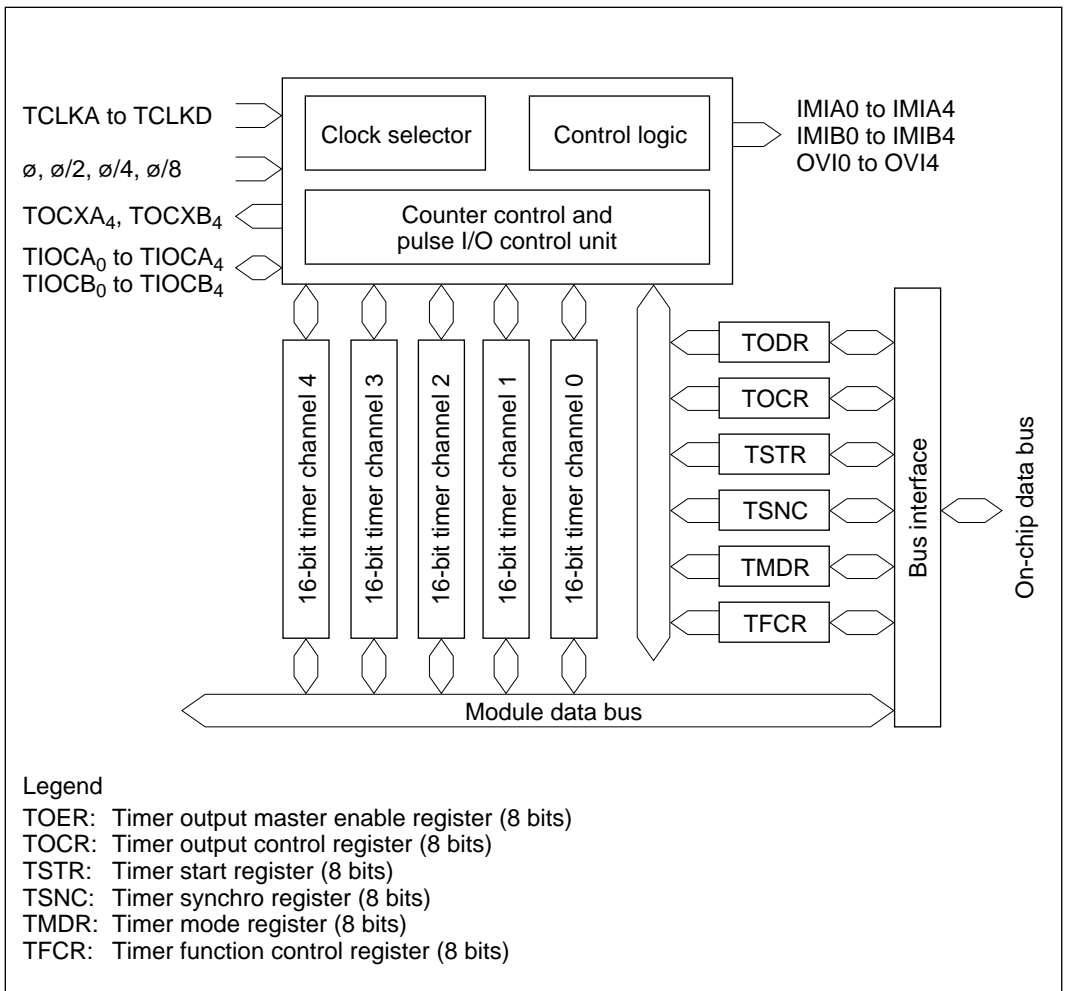 TCLKA to TCLKD
ø, ø/2, ø/4, ø/8
TOCXA4, TOCXB4
TIOCA0 to TIOCA4
TIOCB0 to TIOCB4
Clock selector
Control logic
Counter control and
pulse I/O control unit
IMIA0 to IMIA4
IMIB0 to IMIB4
OVI0 to OVI4
16-bit timer channel 4
16-bit timer channel 3
16-bit timer channel 2
16-bit timer channel 1
16-bit timer channel 0
TODR
TOCR
TSTR
TSNC
TMDR
TFCR
Bus interface
On-chip data bus
Module data bus
Legend
TOER: Timer output master enable register (8 bits)
TOCR: Timer output control register (8 bits)
TSTR: Timer start register (8 bits)
TSNC: Timer synchro register (8 bits)
TMDR: Timer mode register (8 bits)
TFCR: Timer function control register (8 bits)